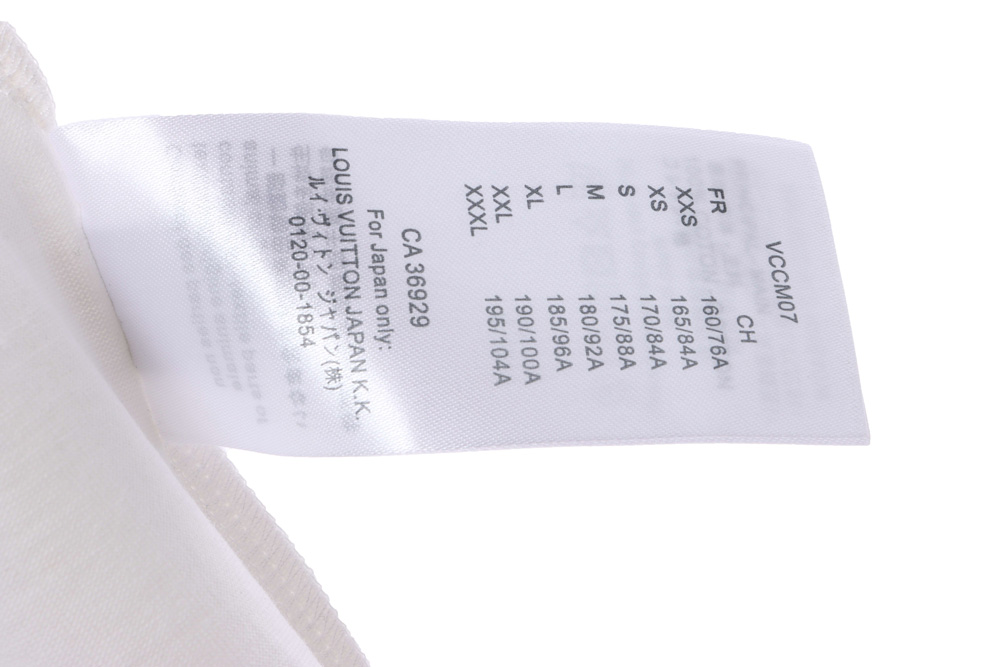 VCCM07
FR CH
XXS 160/76A
XS 165/84A
S 170/84A
M 175/88A
L 180/92A
XL 185/96A
XXL 190/100A
XXXL 195/104A
CA 36929
For Japan only:
LOUIS VUITTON JAPAN K.K.
ルイ・ヴィトン ジャパン(株)
0120-00-1854